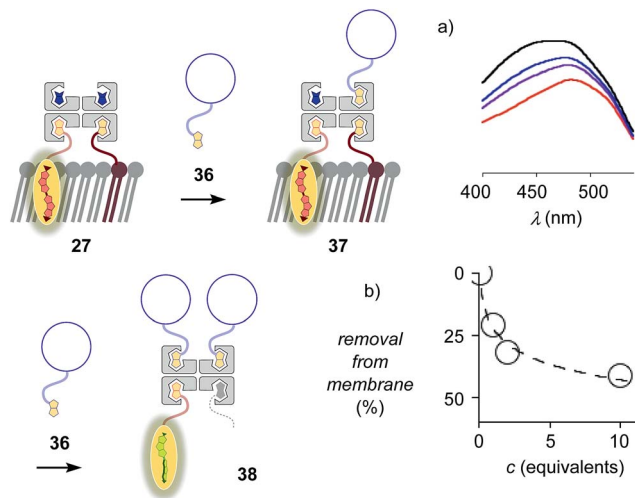 a)
36
27
37
400
450
500
λ (nm)
b)
removal
from
membrane
(%)
0
25
50
0
5
10
c (equivalents)
36
38